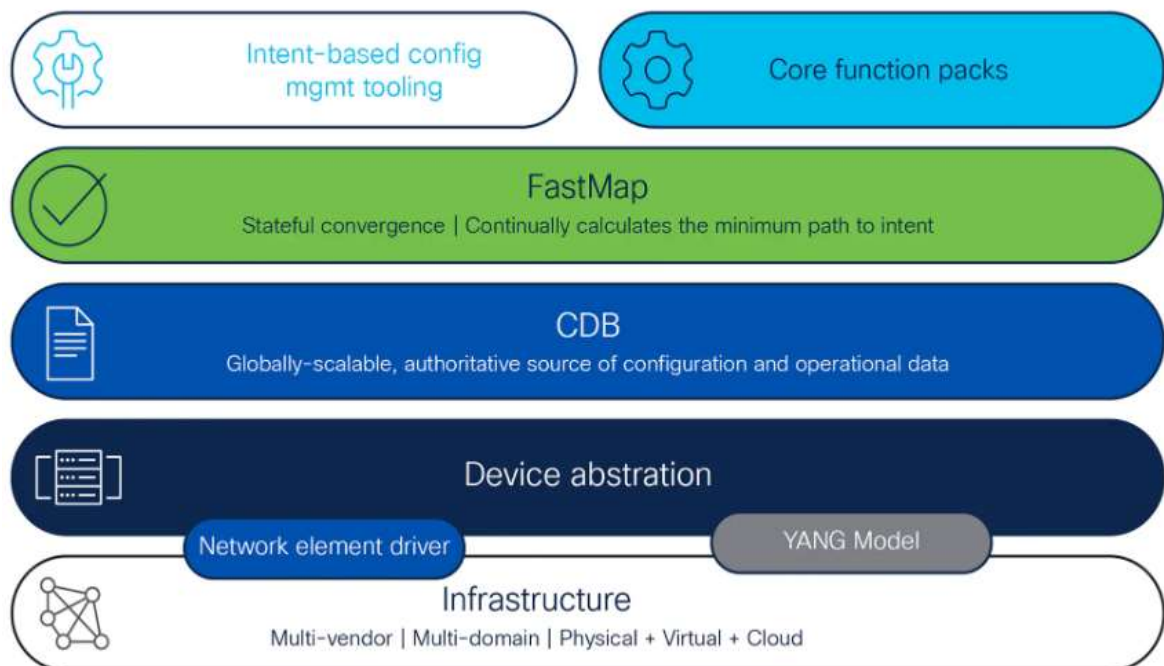 Intent-based config
mgmt tooling
Core function packs
FastMap
Stateful convergence | Continually calculates the minimum path to intent
CDB
Globally-scalable, authoritative source of configuration and operational data
Device abstration
Network element driver
YANG Model
Infrastructure
Multi-vendor | Multi-domain | Physical + Virtual + Cloud